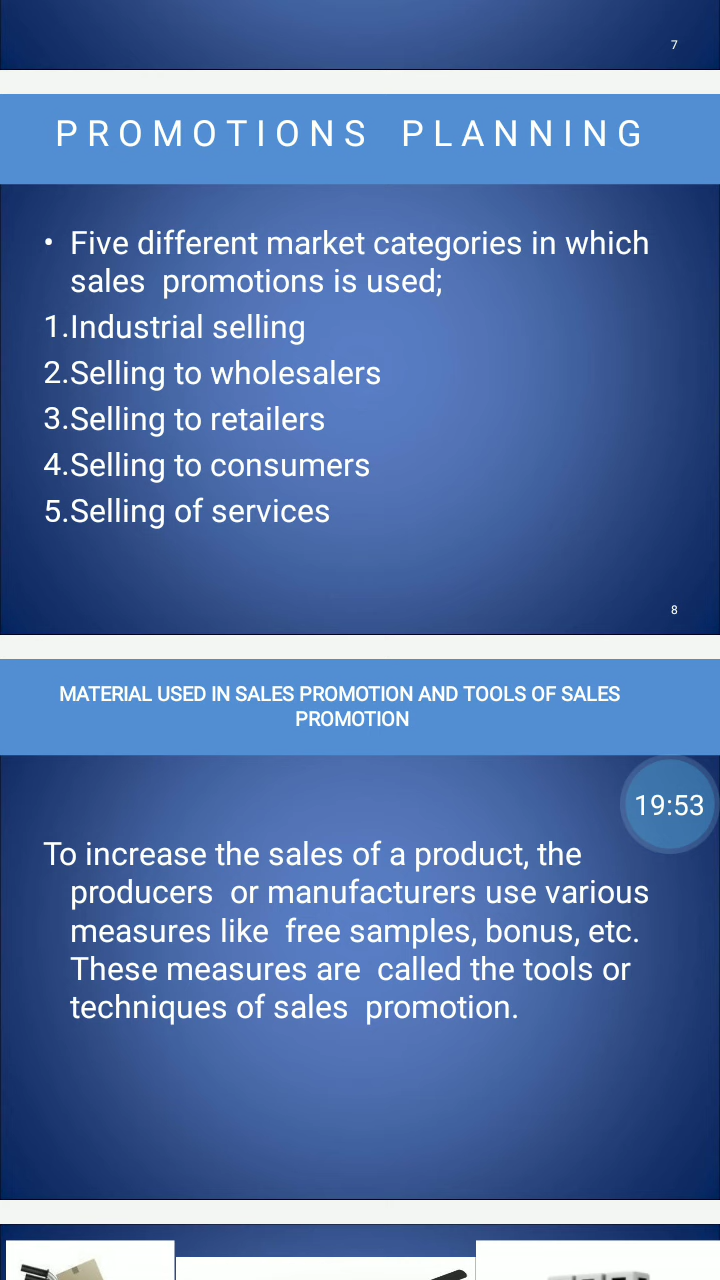 7
PROMOTIONS PLANNING
• Five different market categories in which
sales promotions is used;
1.Industrial selling
2.Selling to wholesalers
3.Selling to retailers
4.Selling to consumers
5.Selling of services
8
MATERIAL USED IN SALES PROMOTION AND TOOLS OF SALES
PROMOTION
19:53
To increase the sales of a product, the
producers or manufacturers use various
measures like free samples, bonus, etc.
These measures are called the tools or
techniques of sales promotion.